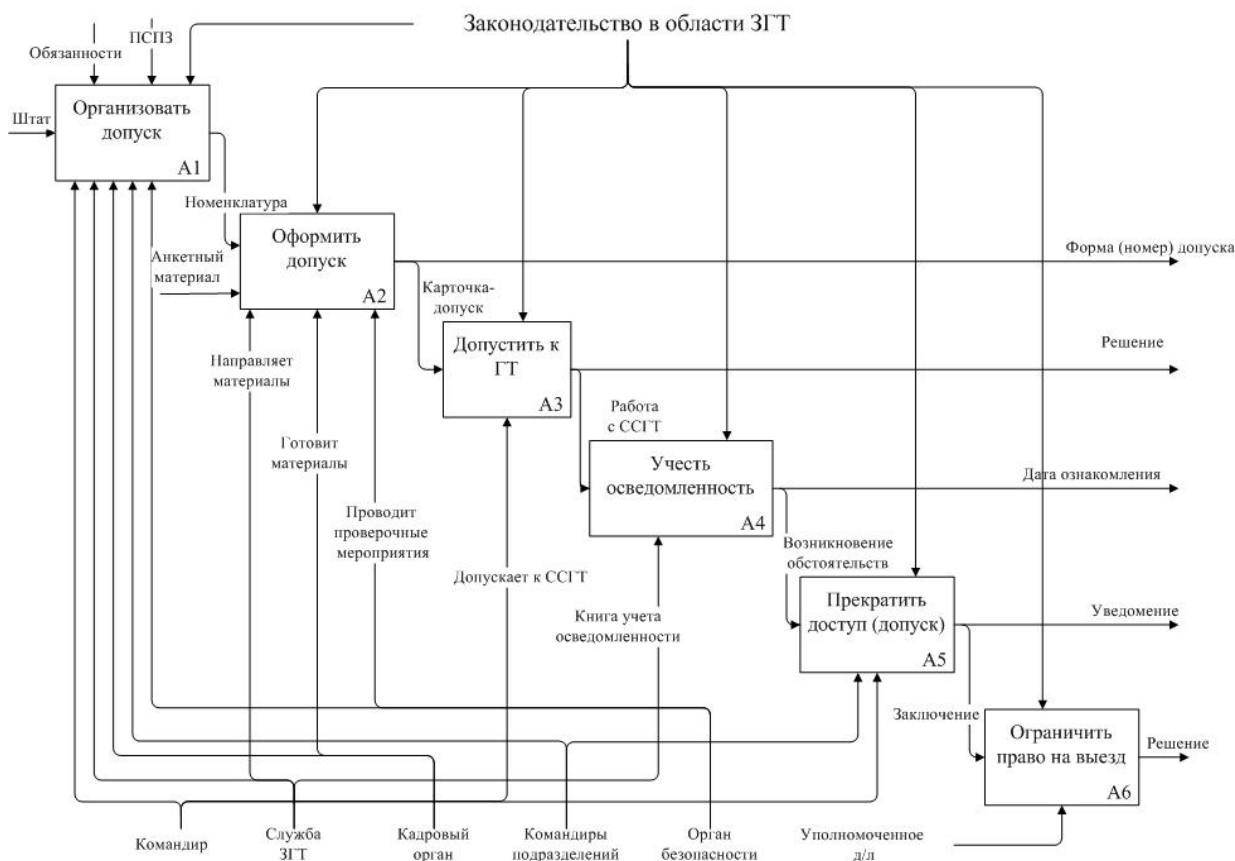 Законодательство в области ЗГТ
ПСПЗ
Обязанности
Организовать
допуск
А1
Штат
Номенклатура
Оформить
допуск
А2
Анкетный
материал
Форма (номер) допуска
Карточка-
допуск
Допустить к
ГТ
А3
Направляет
материалы
Решение
Работа
с ССГТ
Готовит
материалы
Учесть
осведомленность
А4
Дата ознакомления
Проводит
проверочные
мероприятия
Возникновение
обстоятельств
Допускает к ССГТ
Прекратить
доступ (допуск)
А5
Уведомение
Книга учета
осведомленности
Заключение
Ограничить
право на выезд
А6
Решение
Командир
Служба
ЗГТ
Кадровый
орган
Командиры
подразделений
Орган
безопасности
Уполномоченное
д/л